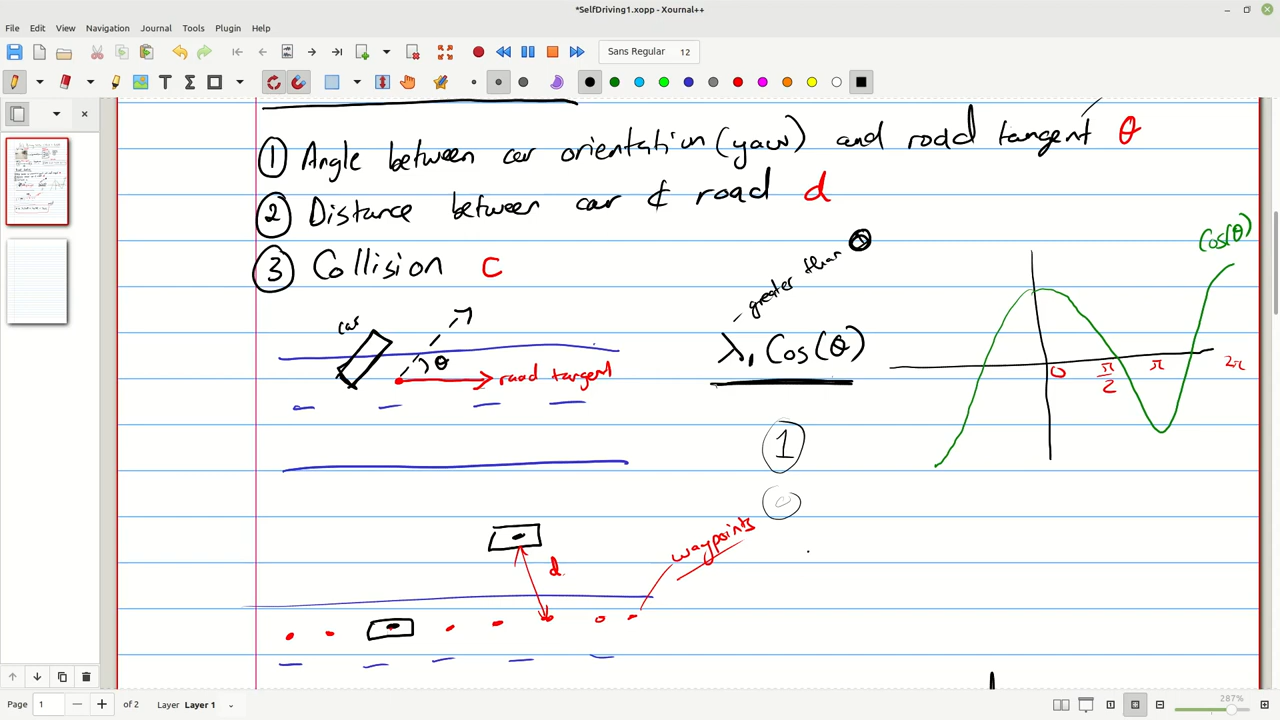 *SelfDriving1.xopp - Xournal++
File Edit View Navigation Journal Tools Plugin Help
Sans Regular 12
① Angle between car orientation (yaw) and road tangent θ
② Distance between car & road d
③ Collision C
cos(θ)
greater than
car
θ
road tangent
λ₁ Cos(θ)
0 π/2 π 2π
1
waypoints
d
Page 1 of 2 Layer Layer 1
287%